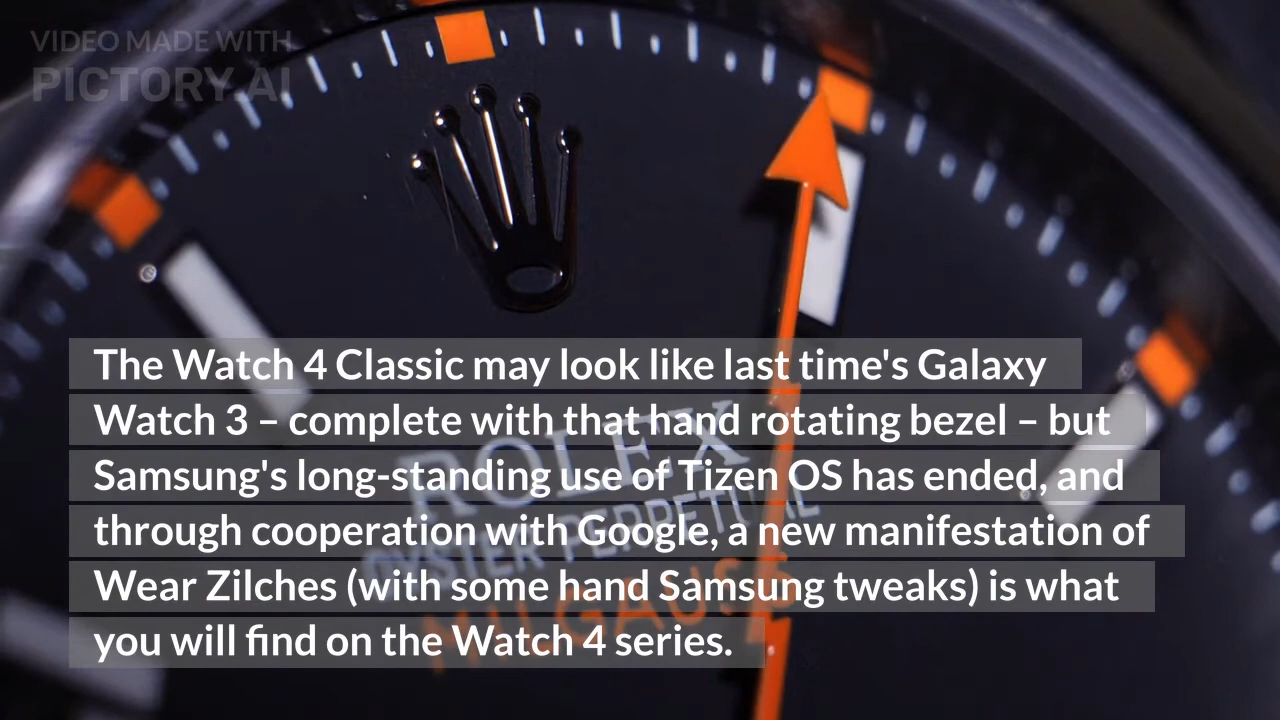 VIDEO MADE WITH
PICTORY.AI
The Watch 4 Classic may look like last time's Galaxy
Watch 3 – complete with that hand rotating bezel – but
Samsung's long-standing use of Tizen OS has ended, and
through cooperation with Google, a new manifestation of
Wear Zilches (with some hand Samsung tweaks) is what
you will find on the Watch 4 series.
ROLEX
OYSTER PERPETUAL
MILGAUSS